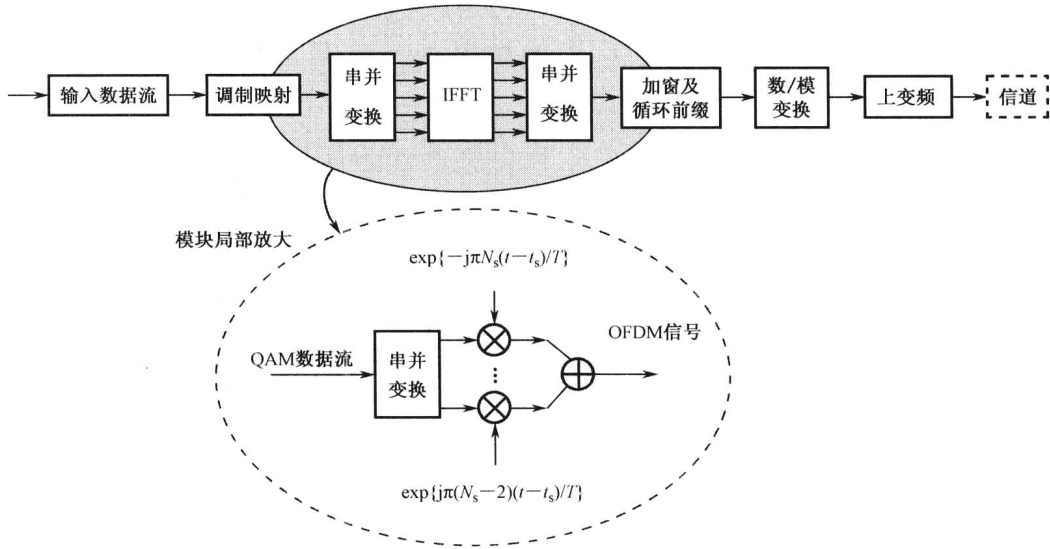 输入数据流
调制映射
串并
变换
IFFT
串并
变换
加窗及
循环前缀
数/模
变换
上变频
信道
模块局部放大
exp{−jπNs(t−ts)/T}
QAM数据流
串并
变换
⋮
OFDM信号
exp{jπ(Ns−2)(t−ts)/T}